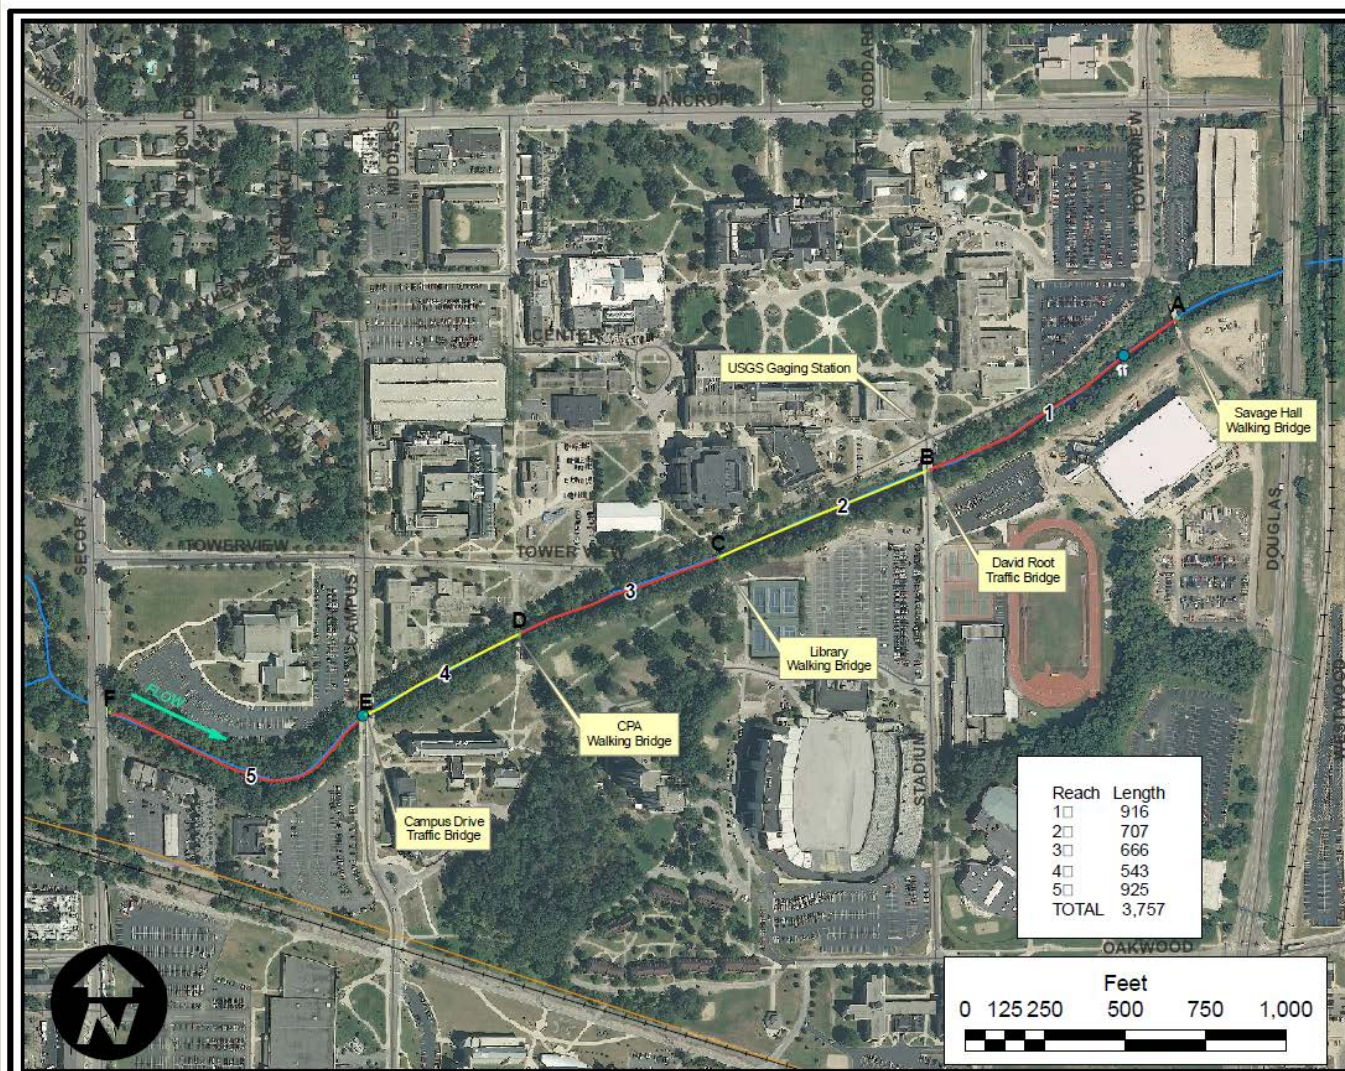 INDIAN
BANCROFT
GODDARD
TOWERVIEW
MIDDLESEX
CENTER
A
USGS Gaging Station
1
Savage Hall
Walking Bridge
B
SECOR
TOWERVIEW
TOWER VIEW
2
DOUGLAS
C
David Root
Traffic Bridge
CAMPUS
3
D
Library
Walking Bridge
4
F
FLOW
E
WESTWOOD
CPA
Walking Bridge
5
STADIUM
Campus Drive
Traffic Bridge
Reach Length
1□ 916
2□ 707
3□ 666
4□ 543
5□ 925
TOTAL 3,757
OAKWOOD
N
Feet
0 125 250 500 750 1,000